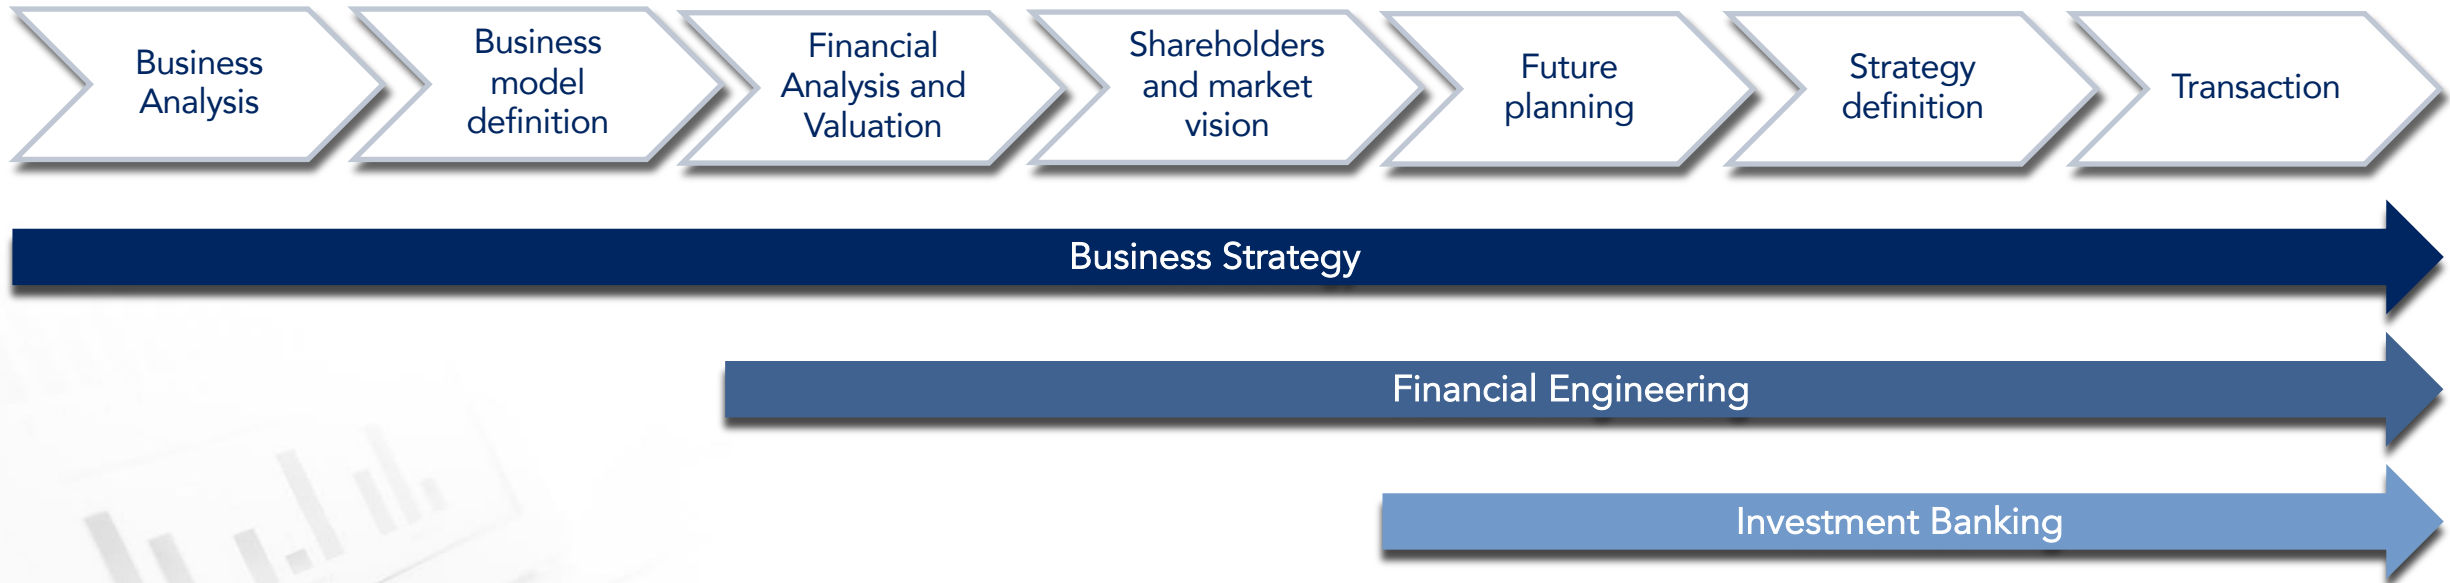 Business
Analysis
Business
model
definition
Financial
Analysis and
Valuation
Shareholders
and market
vision
Future
planning
Strategy
definition
Transaction
Business Strategy
Financial Engineering
Investment Banking